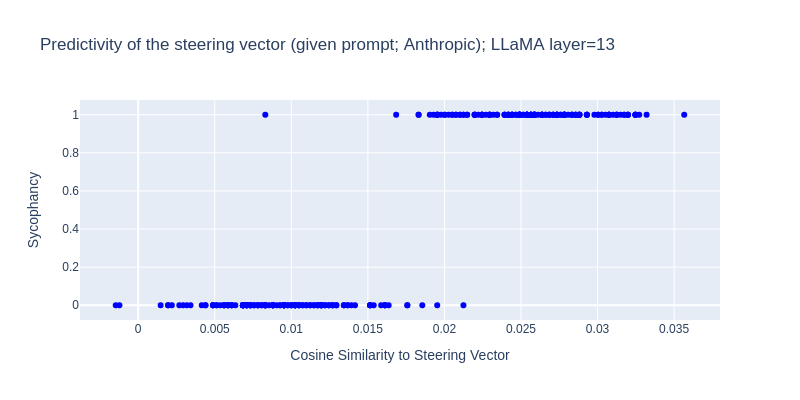 Predictivity of the steering vector (given prompt; Anthropic); LLaMA layer=13
1
0.8
0.6
0.4
0.2
0
Sycophancy
0 0.005 0.01 0.015 0.02 0.025 0.03 0.035
Cosine Similarity to Steering Vector